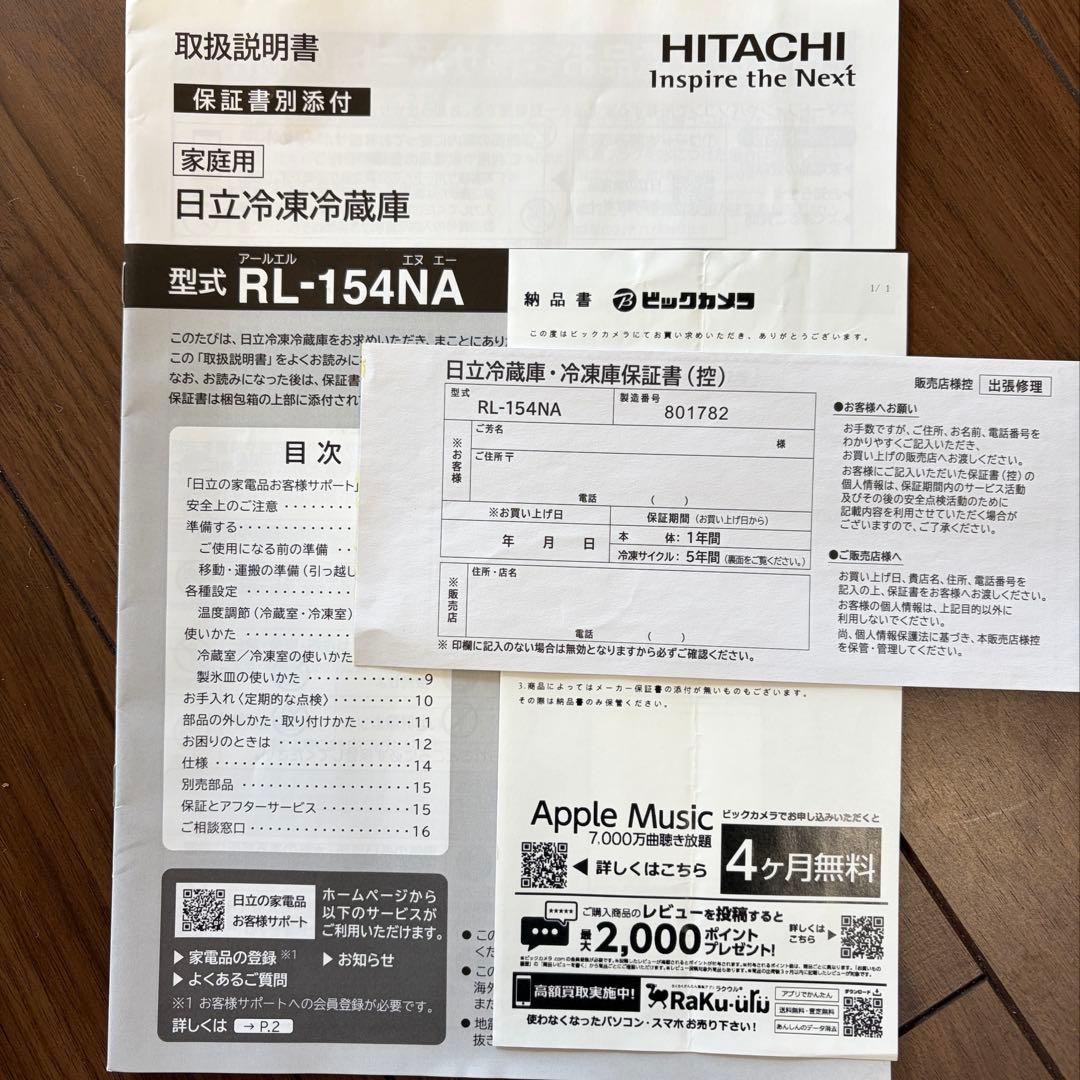 取扱説明書
HITACHI
Inspire the Next
保証書別添付
家庭用
日立冷凍冷蔵庫
アールエル エヌ エー
型式 RL-154NA
このたびは、日立冷凍冷蔵庫をお求めいただき、まことにあり
この「取扱説明書」をよくお読みに
なお、お読みになった後は、保証書
保証書は梱包箱の上部に添付され
目次
「日立の家電品お客様サポート」
安全上のご注意
準備する
ご使用になる前の準備
移動・運搬の準備(引っ越し
各種設定
温度調節(冷蔵室・冷凍室)
使いかた
冷蔵室/冷凍室の使いかた
製氷皿の使いかた 9
お手入れ〈定期的な点検〉 10
部品の外しかた・取り付けかた 11
お困りのときは 12
仕様 14
別売部品 15
保証とアフターサービス 15
ご相談窓口 16
日立の家電品
お客様サポート
ホームページから
以下のサービスが
ご利用いただけます。
▶家電品の登録 ※1
▶お知らせ
▶よくあるご質問
※1 お客様サポートへの会員登録が必要です。
詳しくは → P.2
●この
くだ
●この
海外
また
●地震
抜き
納品書 ビックカメラ
1/ 1
この度はビックカメラにてお買い求めいただき、ありがとうございます。
日立冷蔵庫・冷凍庫保証書(控)
販売店様控 出張修理
型式
RL-154NA
製造番号
801782
※お客様
ご芳名
様
ご住所 〒
電話 ( )
※お買い上げ日
年 月 日
保証期間(お買い上げ日から)
本 体:1年間
冷凍サイクル:5年間(裏面をご覧ください。)
※販売店
住所・店名
電話 ( )
※ 印欄に記入のない場合は無効となりますから必ずご確認ください。
●お客様へお願い
お手数ですが、ご住所、お名前、電話番号を
わかりやすくご記入いただき、
お買い上げの販売店へお渡しください。
お客様にご記入いただいた保証書(控)の
個人情報は、保証期間内のサービス活動
及びその後の安全点検活動のために
記載内容を利用させていただく場合が
ございますので、ご了承ください。
●ご販売店様へ
お買い上げ日、貴店名、住所、電話番号を
記入の上、保証書をお客様へお渡しください。
お客様の個人情報は、上記目的以外に
利用しないでください。
尚、個人情報保護法に基づき、本販売店様控
を保管・管理してください。
3.商品によってはメーカー保証書の添付が無いものもございます。
その際は納品書のみ保管ください。
Apple Music
7,000万曲聴き放題
◀詳しくはこちら
ビックカメラでお申し込みいただくと
4ヶ月無料
ご購入商品のレビューを投稿すると
最大2,000ポイントプレゼント!
詳しくは
こちら
高額買取実施中!
RaKu-uru
使わなくなったパソコン・スマホお売り下さい!
アプリでかんたん
送料無料・査定無料
あんしんのデータ消去
ダウンロード